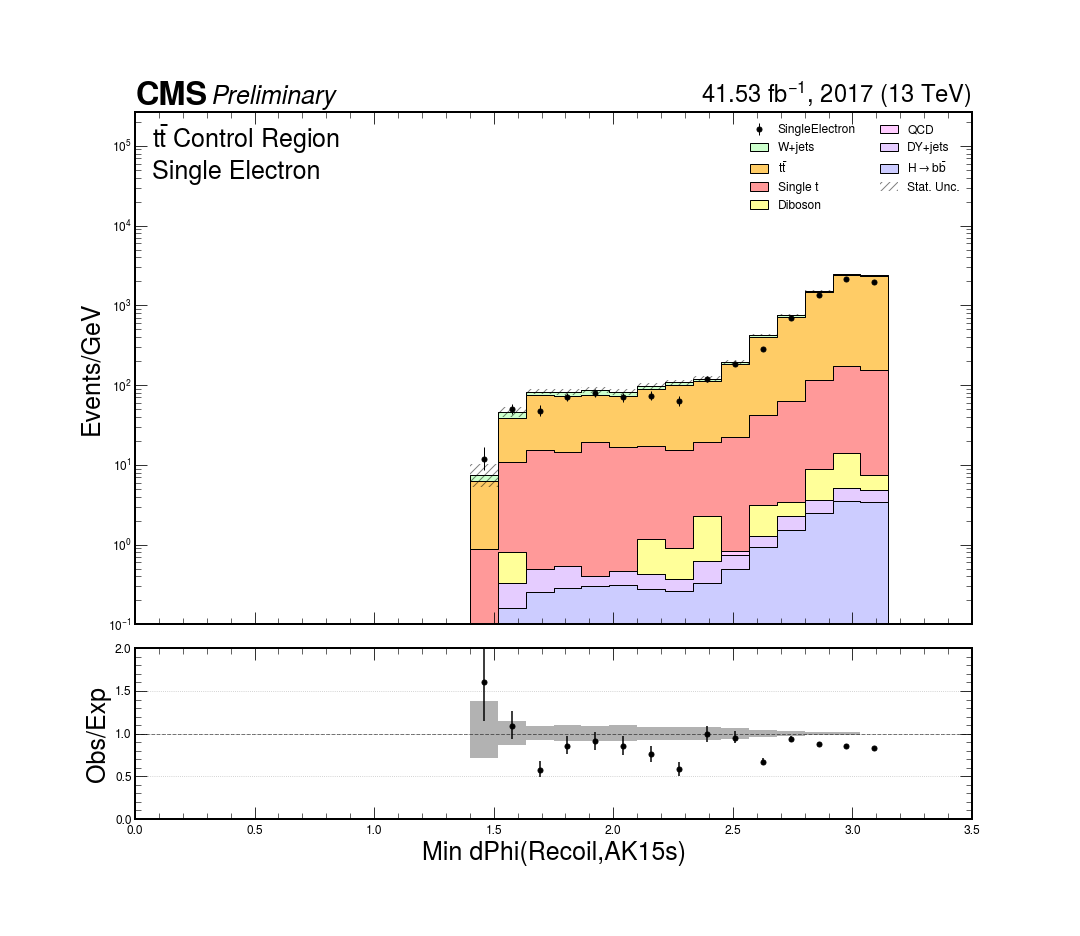 CMS Preliminary
41.53 fb⁻¹, 2017 (13 TeV)
tt̄ Control Region
Single Electron
SingleElectron
W+jets
tt̄
Single t
Diboson
QCD
DY+jets
H→bb̄
Stat. Unc.
Events/GeV
10⁵
10⁴
10³
10²
10¹
10⁰
10⁻¹
Obs/Exp
2.0
1.5
1.0
0.5
0.0
0.0 0.5 1.0 1.5 2.0 2.5 3.0 3.5
Min dPhi(Recoil,AK15s)